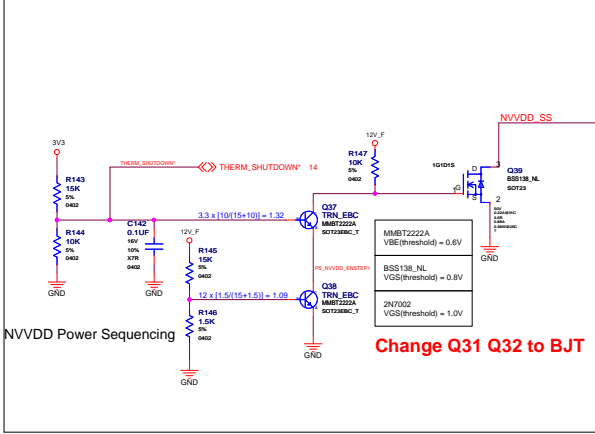 NVVDD_SS
3V3
12V_F
THERM_SHUTDOWN*
THERM_SHUTDOWN* 14
R147
10K
5%
0402
1G1D1S
D
3
G
1
S
2
Q39
BSS138_NL
SOT23
50V
GND
R143
15K
5%
0402
C142
0.1UF
16V
10%
X7R
0402
GND
R144
10K
5%
0402
GND
3.3 x [10/(15+10)] = 1.32
Q37
TRN_EBC
MMBT2222A
SOT23EBC_T
12V_F
R145
15K
5%
0402
PS_NVVDD_ENSTEP1
12 x [1.5/(15+1.5)] = 1.09
Q38
TRN_EBC
MMBT2222A
SOT23EBC_T
GND
R146
1.5K
5%
0402
GND
MMBT2222A
VBE(threshold) = 0.6V
BSS138_NL
VGS(threshold) = 0.8V
2N7002
VGS(threshold) = 1.0V
NVVDD Power Sequencing
Change Q31 Q32 to BJT